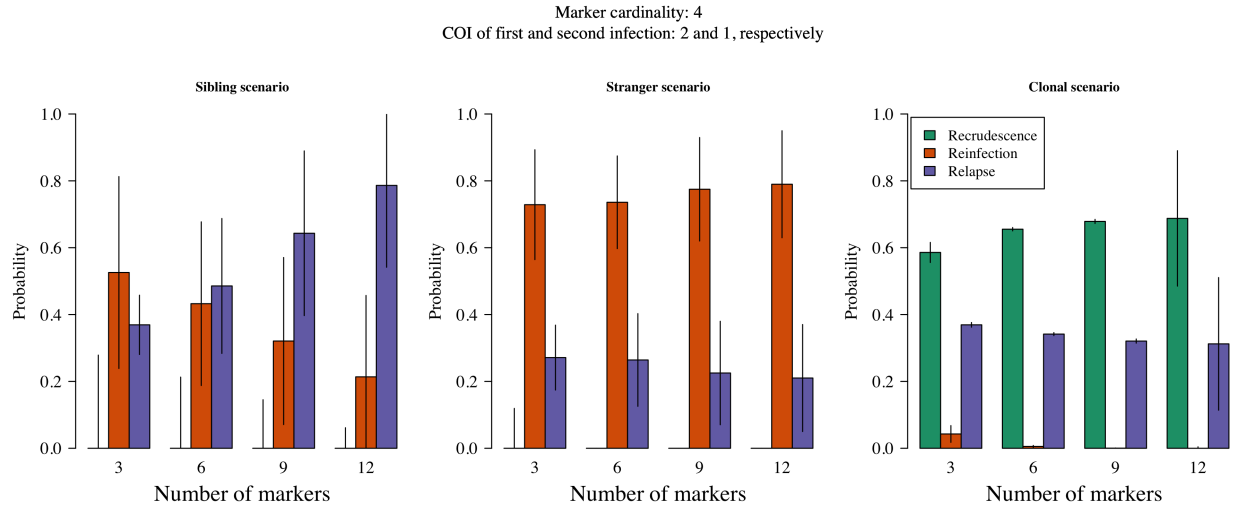 Marker cardinality: 4
COI of first and second infection: 2 and 1, respectively
Sibling scenario
Probability
1.0
0.8
0.6
0.4
0.2
0.0
3 6 9 12
Number of markers
Stranger scenario
Probability
1.0
0.8
0.6
0.4
0.2
0.0
3 6 9 12
Number of markers
Clonal scenario
Probability
1.0
0.8
0.6
0.4
0.2
0.0
Recrudescence
Reinfection
Relapse
3 6 9 12
Number of markers